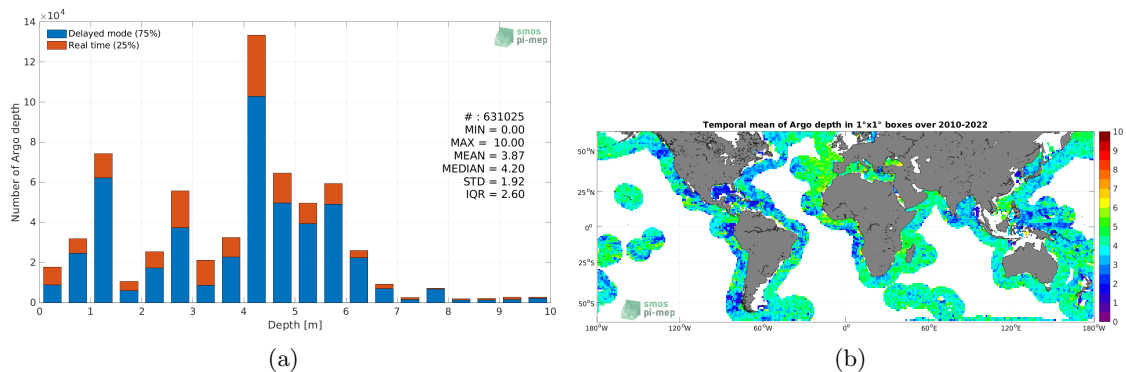 ×10⁴
14
12
10
8
6
4
2
0
Number of Argo depth
Delayed mode (75%)
Real time (25%)
smos
pi-mep
# : 631025
MIN = 0.00
MAX = 10.00
MEAN = 3.87
MEDIAN = 4.20
STD = 1.92
IQR = 2.60
0 1 2 3 4 5 6 7 8 9 10
Depth [m]
(a)
Temporal mean of Argo depth in 1°x1° boxes over 2010-2022
50°N
25°N
0°
25°S
50°S
smos
pi-mep
180°W 120°W 60°W 0° 60°E 120°E 180°W
10
9
8
7
6
5
4
3
2
1
0
(b)